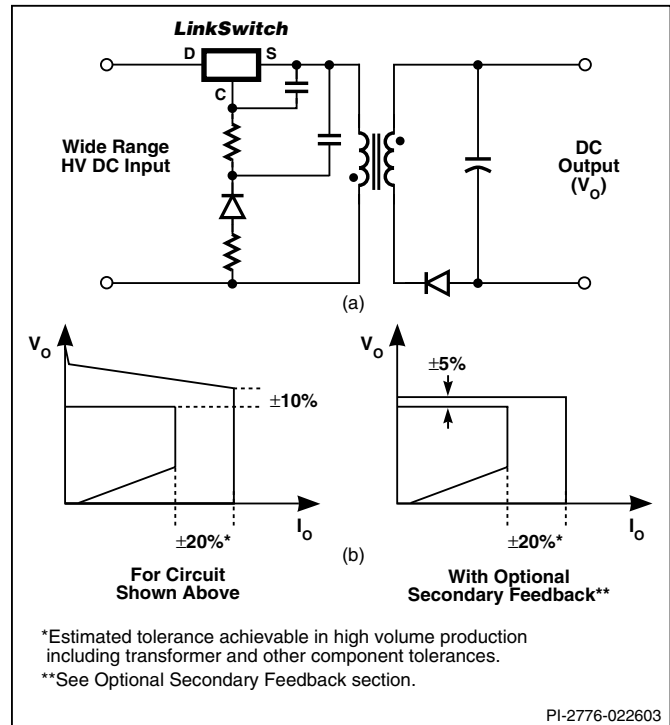 LinkSwitch
D
S
C
Wide Range
HV DC Input
DC
Output
(VO)
(a)
VO
±10%
IO
±20%*
For Circuit
Shown Above
(b)
VO
±5%
IO
±20%*
With Optional
Secondary Feedback**
*Estimated tolerance achievable in high volume production
including transformer and other component tolerances.
**See Optional Secondary Feedback section.
PI-2776-022603